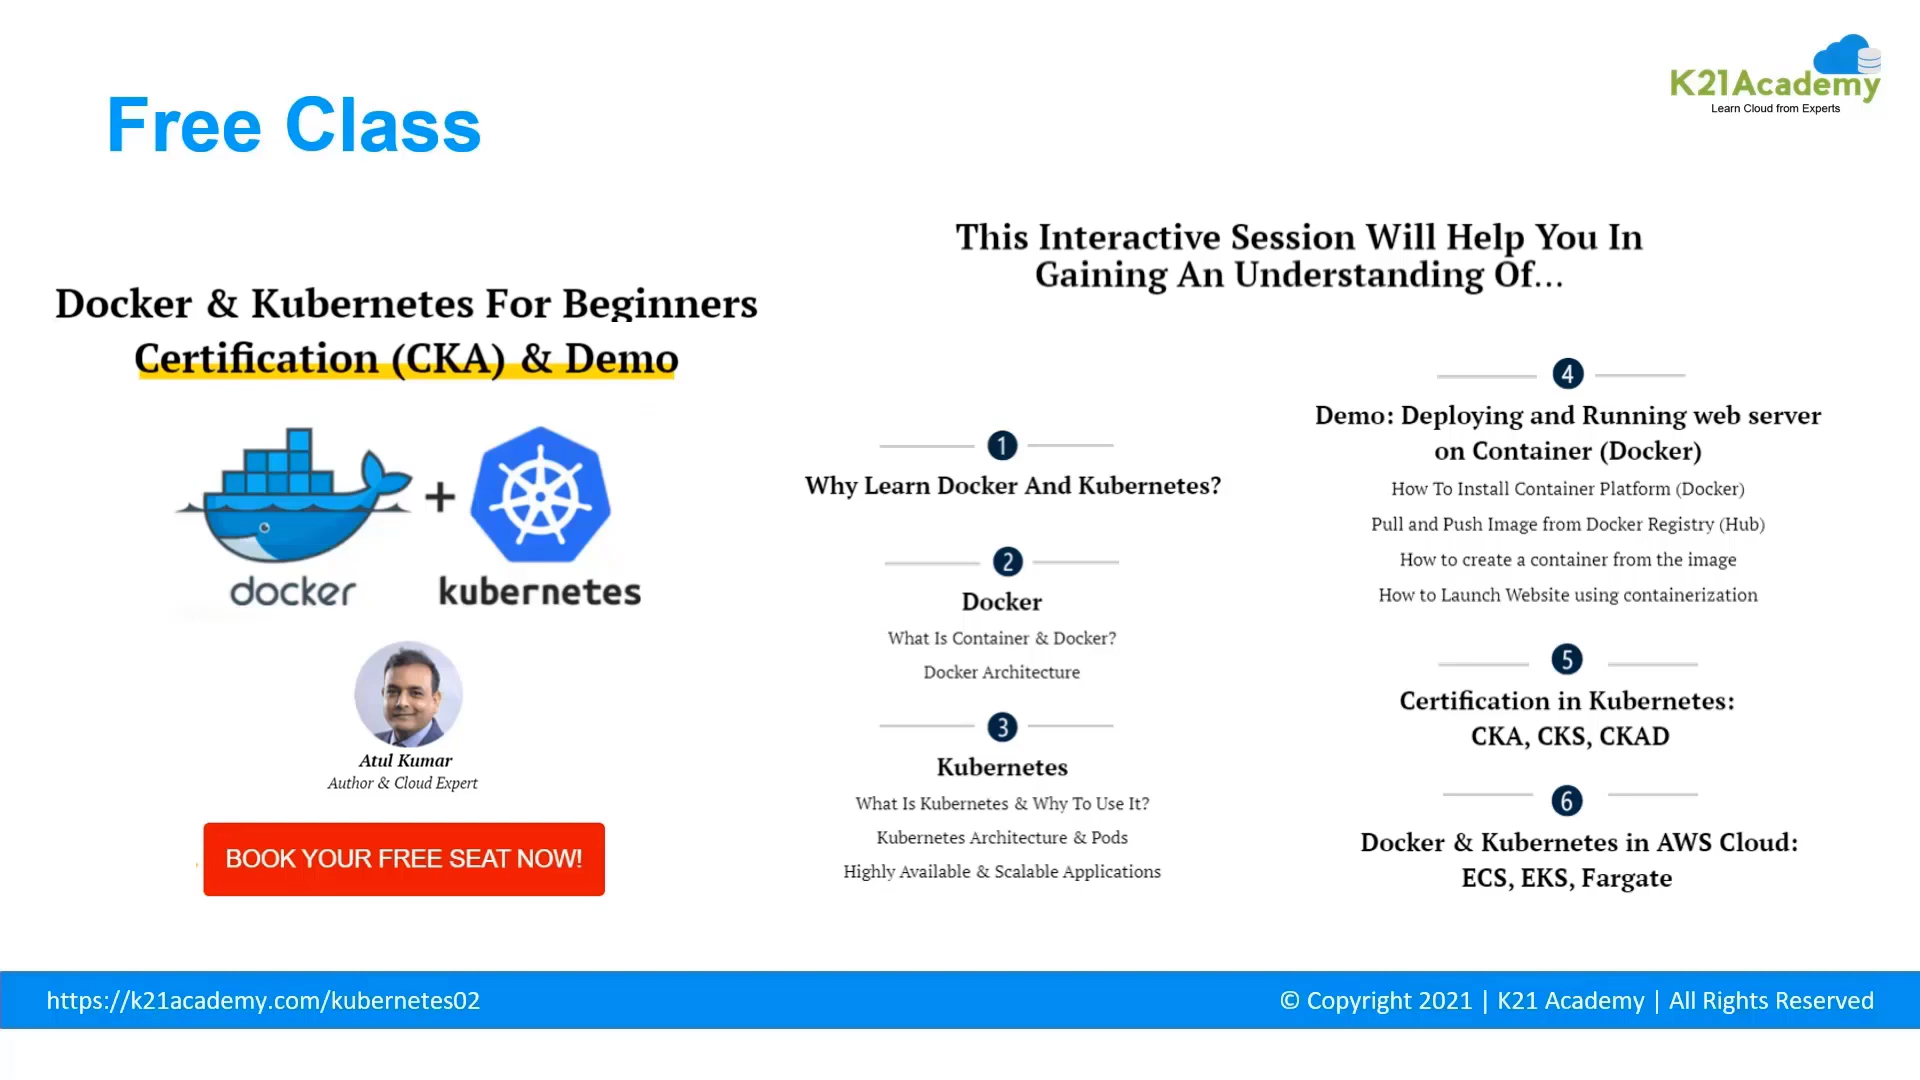 K21Academy
Learn Cloud from Experts
Free Class
Docker & Kubernetes For Beginners
Certification (CKA) & Demo
docker
+
kubernetes
Atul Kumar
Author & Cloud Expert
BOOK YOUR FREE SEAT NOW!
This Interactive Session Will Help You In
Gaining An Understanding Of...
1
Why Learn Docker And Kubernetes?
2
Docker
What Is Container & Docker?
Docker Architecture
3
Kubernetes
What Is Kubernetes & Why To Use It?
Kubernetes Architecture & Pods
Highly Available & Scalable Applications
4
Demo: Deploying and Running web server
on Container (Docker)
How To Install Container Platform (Docker)
Pull and Push Image from Docker Registry (Hub)
How to create a container from the image
How to Launch Website using containerization
5
Certification in Kubernetes:
CKA, CKS, CKAD
6
Docker & Kubernetes in AWS Cloud:
ECS, EKS, Fargate
https://k21academy.com/kubernetes02
© Copyright 2021 | K21 Academy | All Rights Reserved